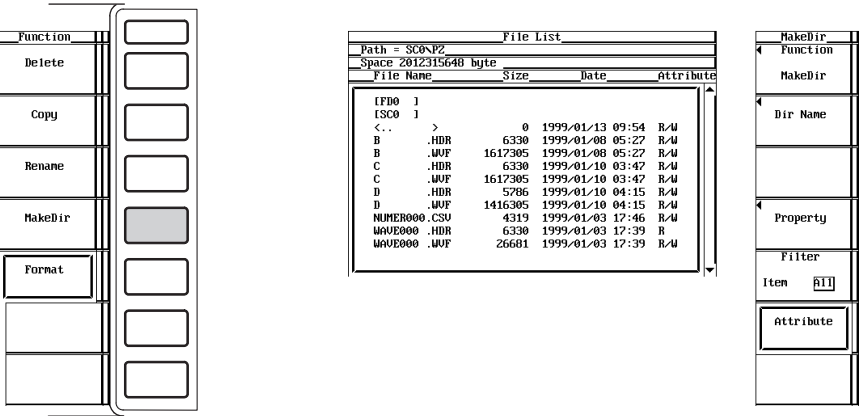 Function
Delete
Copy
Rename
MakeDir
Format
File List
Path = SC0\PZ
Space 2012315648 byte
File Name Size Date Attribute
[FD0 ]
[SC0 ]
<.. > 0 1999/01/13 09:54 R/W
B .HDR 6330 1999/01/08 05:27 R/W
B .WVF 1617305 1999/01/08 05:27 R/W
C .HDR 6330 1999/01/10 03:47 R/W
C .WVF 1617305 1999/01/10 03:47 R/W
D .HDR 5786 1999/01/10 04:15 R/W
D .WVF 1416305 1999/01/10 04:15 R/W
NUMER000.CSV 4319 1999/01/03 17:46 R/W
WAVE000 .HDR 6330 1999/01/03 17:39 R
WAVE000 .WVF 26681 1999/01/03 17:39 R/W
MakeDir
Function
MakeDir
Dir Name
Property
Filter
Item All
Attribute